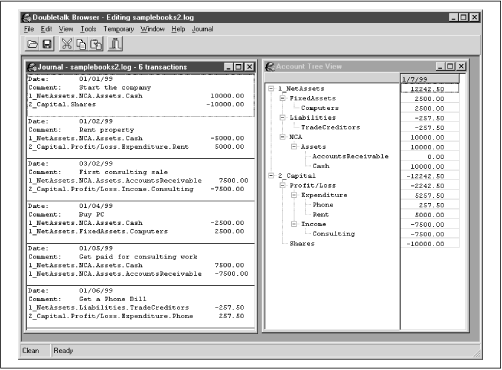 Doubletalk Browser - Editing samplebooks2.log
File Edit View Tools Temporary Window Help Journal
Journal - samplebooks2.log - 6 transactions
Date: 01/01/99
Comment: Start the company
1_NetAssets.NCA.Assets.Cash 10000.00
2_Capital.Shares -10000.00
Date: 01/02/99
Comment: Rent property
1_NetAssets.NCA.Assets.Cash -5000.00
2_Capital.Profit/Loss.Expenditure.Rent 5000.00
Date: 03/02/99
Comment: First consulting sale
1_NetAssets.NCA.Assets.AccountsReceivable 7500.00
2_Capital.Profit/Loss.Income.Consulting -7500.00
Date: 01/04/99
Comment: Buy PC
1_NetAssets.NCA.Assets.Cash -2500.00
1_NetAssets.FixedAssets.Computers 2500.00
Date: 01/05/99
Comment: Get paid for consulting work
1_NetAssets.NCA.Assets.Cash 7500.00
1_NetAssets.NCA.Assets.AccountsReceivable -7500.00
Date: 01/06/99
Comment: Get a Phone Bill
1_NetAssets.Liabilities.TradeCreditors -257.50
2_Capital.Profit/Loss.Expenditure.Phone 257.50
Account Tree View
1/7/99
1_NetAssets 12242.50
FixedAssets 2500.00
Computers 2500.00
Liabilities -257.50
TradeCreditors -257.50
NCA 10000.00
Assets 10000.00
AccountsReceivable 0.00
Cash 10000.00
2_Capital -12242.50
Profit/Loss -2242.50
Expenditure 5257.50
Phone 257.50
Rent 5000.00
Income -7500.00
Consulting -7500.00
Shares -10000.00
Clean Ready